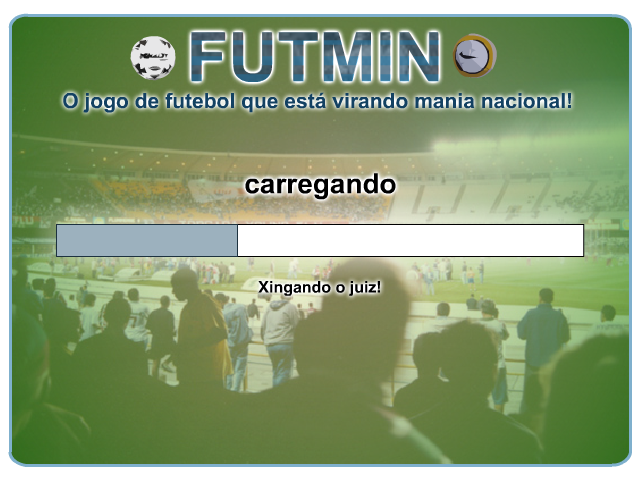 FUTMIN
O jogo de futebol que está virando mania nacional!
carregando
Xingando o juiz!